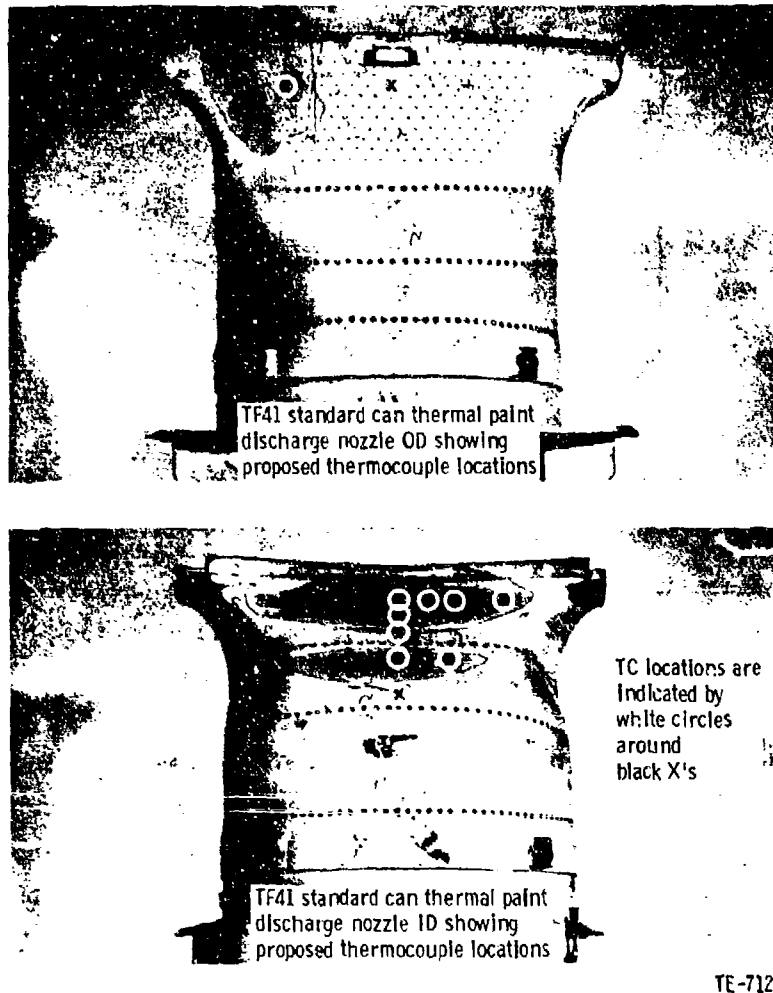 TF41 standard can thermal paint
discharge nozzle OD showing
proposed thermocouple locations
TC locations are
indicated by
white circles
around
black X's
TF41 standard can thermal paint
discharge nozzle ID showing
proposed thermocouple locations
TE-712